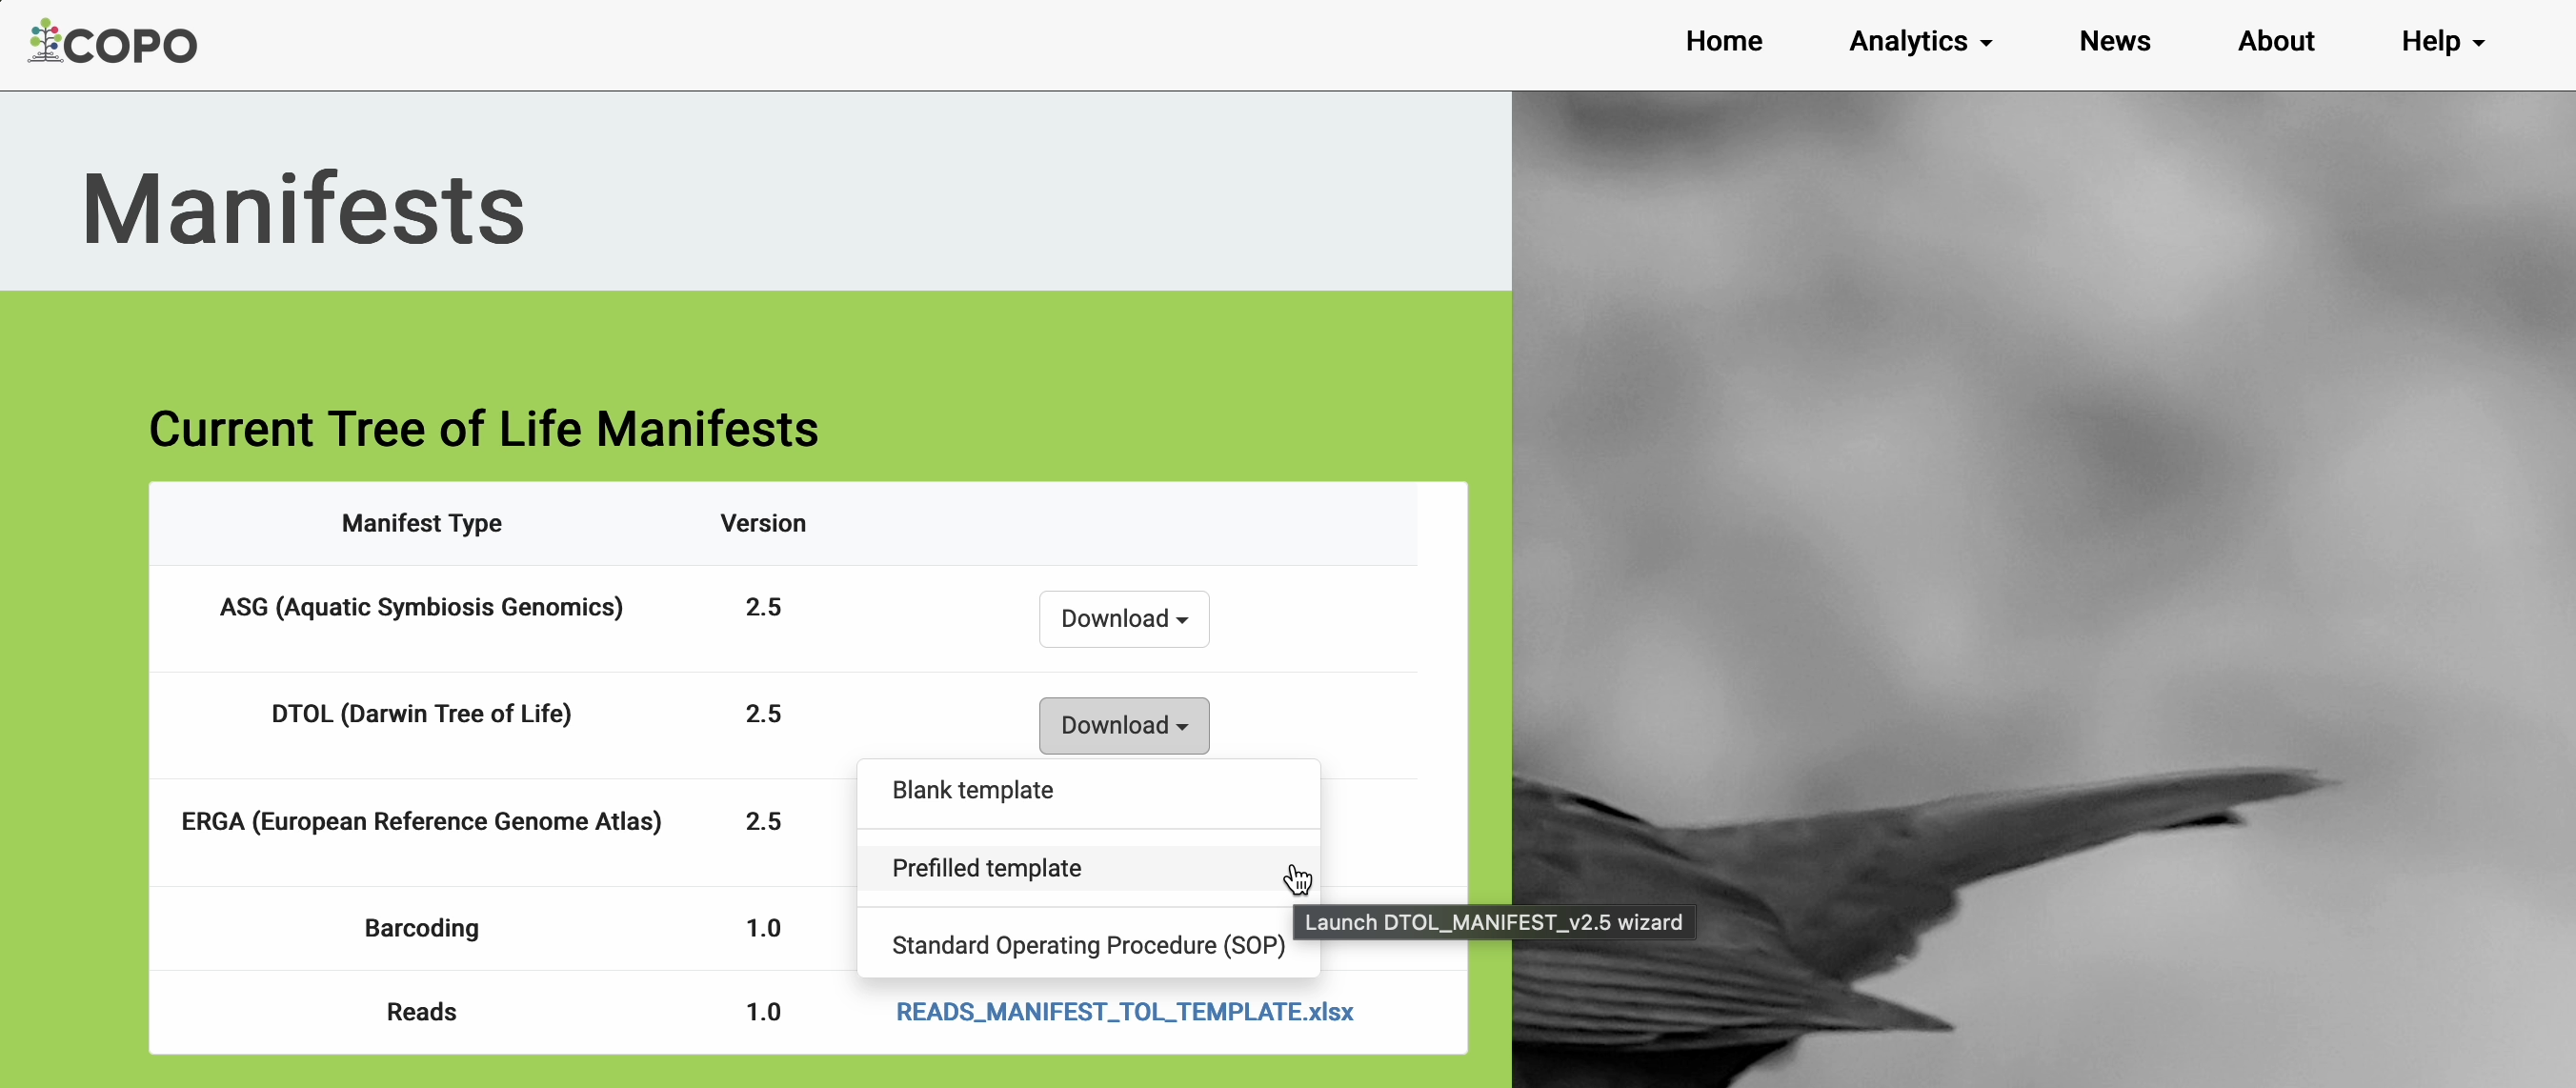 COPO
Home
Analytics
News
About
Help
Manifests
Current Tree of Life Manifests
Manifest Type
Version
ASG (Aquatic Symbiosis Genomics)
2.5
Download
DTOL (Darwin Tree of Life)
2.5
Download
Blank template
ERGA (European Reference Genome Atlas)
2.5
Prefilled template
Launch DTOL_MANIFEST_v2.5 wizard
Barcoding
1.0
Standard Operating Procedure (SOP)
Reads
1.0
READS_MANIFEST_TOL_TEMPLATE.xlsx